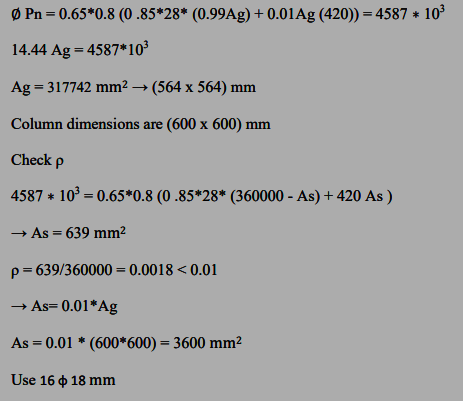 Ø Pn = 0.65*0.8 (0 .85*28* (0.99Ag) + 0.01Ag (420)) = 4587 * 10³
14.44 Ag = 4587*10³
Ag = 317742 mm² → (564 x 564) mm
Column dimensions are (600 x 600) mm
Check ρ
4587 * 10³ = 0.65*0.8 (0 .85*28* (360000 - As) + 420 As )
→ As = 639 mm²
ρ = 639/360000 = 0.0018 < 0.01
→ As= 0.01*Ag
As = 0.01 * (600*600) = 3600 mm²
Use 16 ϕ 18 mm